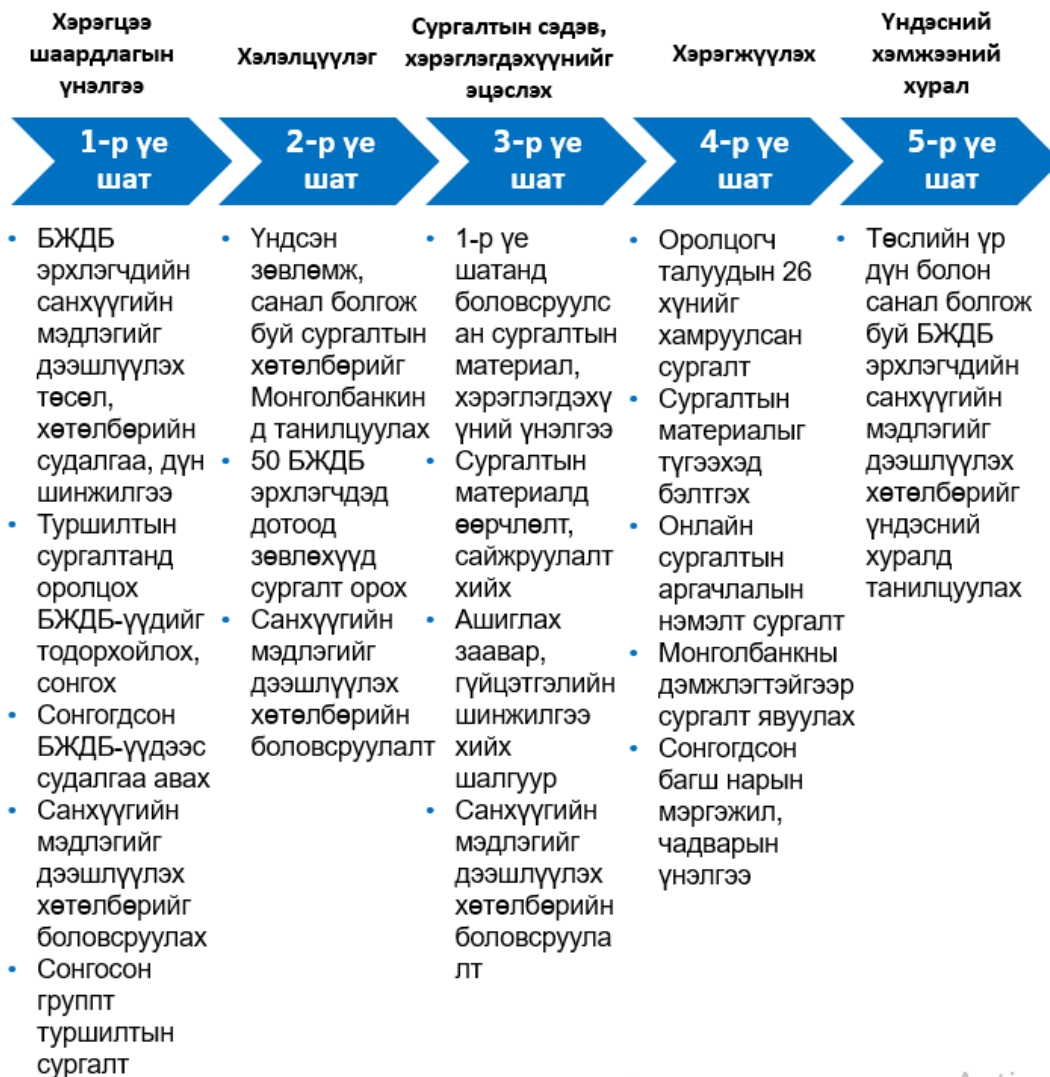 Хэрэгцээ
шаардлагын
үнэлгээ
1-р үе
шат
• БЖДБ
эрхлэгчдийн
санхүүгийн
мэдлэгийг
дээшлүүлэх
төсөл,
хөтөлбөрийн
судалгаа, дүн
шинжилгээ
• Туршилтын
сургалтанд
оролцох
БЖДБ-үүдийг
тодорхойлох,
сонгох
• Сонгогдсон
БЖДБ-үүдээс
судалгаа авах
• Санхүүгийн
мэдлэгийг
дээшлүүлэх
хөтөлбөрийг
боловсруулах
• Сонгосон
группт
туршилтын
сургалт
Хэлэлцүүлэг
2-р үе
шат
• Үндсэн
зөвлөмж,
санал болгож
буй сургалтын
хөтөлбөрийг
Монголбанкин
д танилцуулах
• 50 БЖДБ
эрхлэгчдэд
дотоод
зөвлөхүүд
сургалт орох
• Санхүүгийн
мэдлэгийг
дээшлүүлэх
хөтөлбөрийн
боловсруулалт
Сургалтын сэдэв,
хэрэглэгдэхүүнийг
эцэслэх
3-р үе
шат
• 1-р үе
шатанд
боловсруулс
ан сургалтын
материал,
хэрэглэгдэхү
үний үнэлгээ
• Сургалтын
материалд
өөрчлөлт,
сайжруулалт
хийх
• Ашиглах
заавар,
гүйцэтгэлийн
шинжилгээ
хийх
шалгуур
• Санхүүгийн
мэдлэгийг
дээшлүүлэх
хөтөлбөрийн
боловсруула
лт
Хэрэгжүүлэх
4-р үе
шат
• Оролцогч
талуудын 26
хүнийг
хамруулсан
сургалт
• Сургалтын
материалыг
түгээхэд
бэлтгэх
• Онлайн
сургалтын
аргачлалын
нэмэлт сургалт
• Монголбанкны
дэмжлэгтэйгээр
сургалт явуулах
• Сонгогдсон
багш нарын
мэргэжил,
чадварын
үнэлгээ
Үндэсний
хэмжээний
хурал
5-р үе
шат
• Төслийн үр
дүн болон
санал болгож
буй БЖДБ
эрхлэгчдийн
санхүүгийн
мэдлэгийг
дээшлүүлэх
хөтөлбөрийг
үндэсний
хуралд
танилцуулах